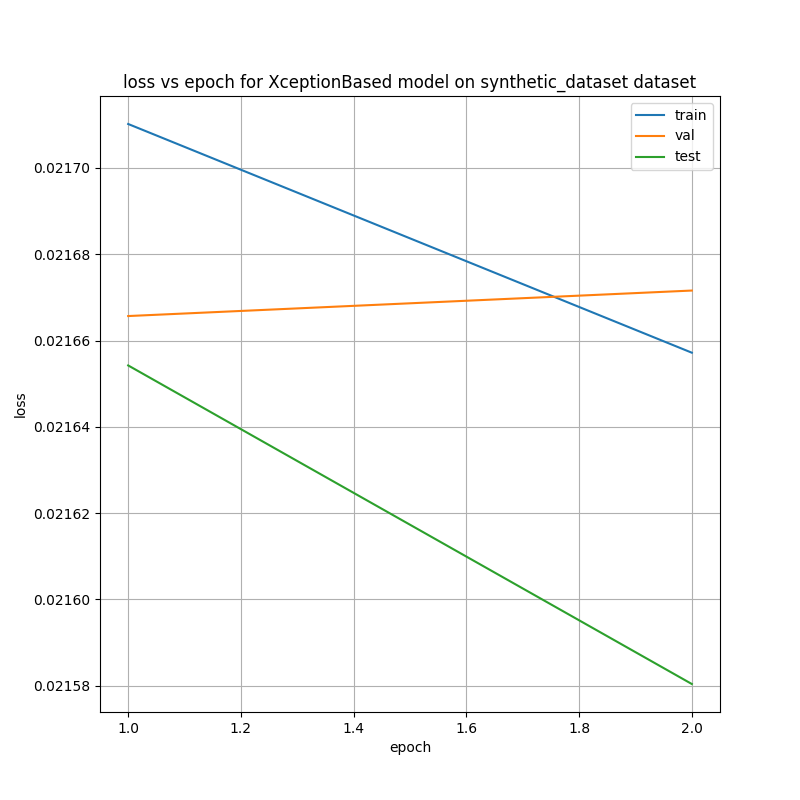 loss vs epoch for XceptionBased model on synthetic_dataset dataset
train
val
test
0.02170
0.02168
0.02166
0.02164
0.02162
0.02160
0.02158
loss
1.0 1.2 1.4 1.6 1.8 2.0
epoch